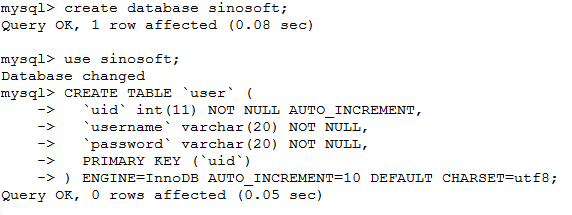 mysql> create database sinosoft;
Query OK, 1 row affected (0.08 sec)
mysql> use sinosoft;
Database changed
mysql> CREATE TABLE `user` (
    ->   `uid` int(11) NOT NULL AUTO_INCREMENT,
    ->   `username` varchar(20) NOT NULL,
    ->   `password` varchar(20) NOT NULL,
    ->   PRIMARY KEY (`uid`)
    -> ) ENGINE=InnoDB AUTO_INCREMENT=10 DEFAULT CHARSET=utf8;
Query OK, 0 rows affected (0.05 sec)